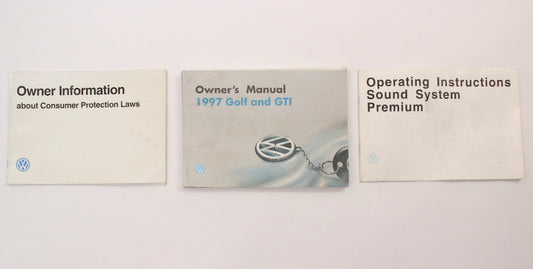 Owner Information
about Consumer Protection Laws
Owner's Manual
1997 Golf and GTI
Operating Instructions
Sound System
Premium